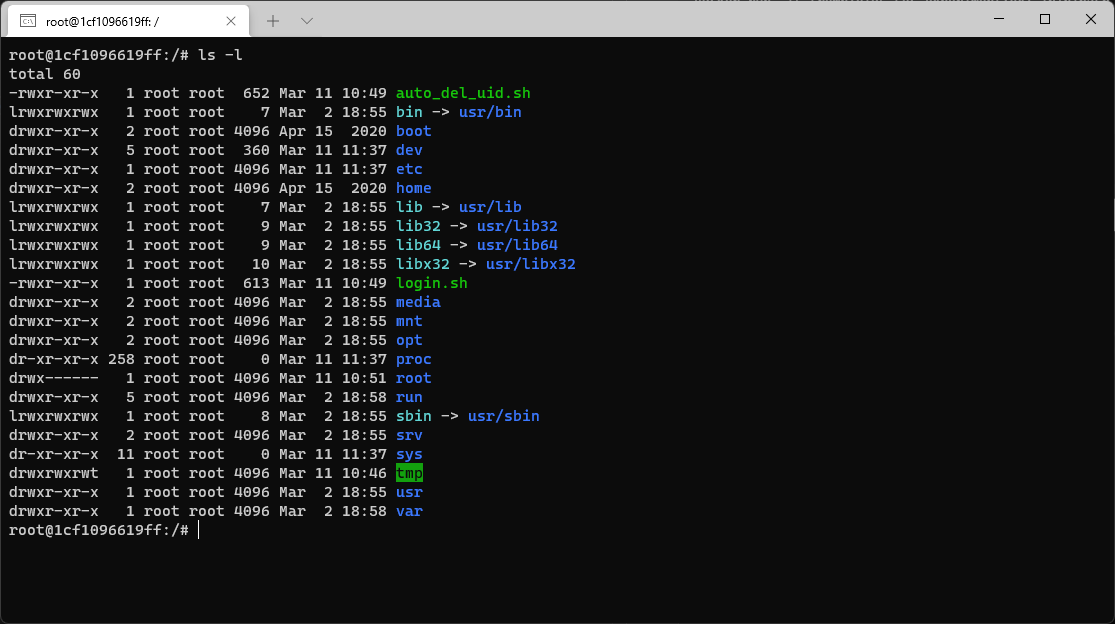 root@1cf1096619ff: /
root@1cf1096619ff:/# ls -l
total 60
-rwxr-xr-x   1 root root  652 Mar 11 10:49 auto_del_uid.sh
lrwxrwxrwx   1 root root    7 Mar  2 18:55 bin -> usr/bin
drwxr-xr-x   2 root root 4096 Apr 15  2020 boot
drwxr-xr-x   5 root root  360 Mar 11 11:37 dev
drwxr-xr-x   1 root root 4096 Mar 11 11:37 etc
drwxr-xr-x   2 root root 4096 Apr 15  2020 home
lrwxrwxrwx   1 root root    7 Mar  2 18:55 lib -> usr/lib
lrwxrwxrwx   1 root root    9 Mar  2 18:55 lib32 -> usr/lib32
lrwxrwxrwx   1 root root    9 Mar  2 18:55 lib64 -> usr/lib64
lrwxrwxrwx   1 root root   10 Mar  2 18:55 libx32 -> usr/libx32
-rwxr-xr-x   1 root root  613 Mar 11 10:49 login.sh
drwxr-xr-x   2 root root 4096 Mar  2 18:55 media
drwxr-xr-x   2 root root 4096 Mar  2 18:55 mnt
drwxr-xr-x   2 root root 4096 Mar  2 18:55 opt
dr-xr-xr-x 258 root root    0 Mar 11 11:37 proc
drwx------   1 root root 4096 Mar 11 10:51 root
drwxr-xr-x   5 root root 4096 Mar  2 18:58 run
lrwxrwxrwx   1 root root    8 Mar  2 18:55 sbin -> usr/sbin
drwxr-xr-x   2 root root 4096 Mar  2 18:55 srv
dr-xr-xr-x  11 root root    0 Mar 11 11:37 sys
drwxrwxrwt   1 root root 4096 Mar 11 10:46 tmp
drwxr-xr-x   1 root root 4096 Mar  2 18:55 usr
drwxr-xr-x   1 root root 4096 Mar  2 18:58 var
root@1cf1096619ff:/#